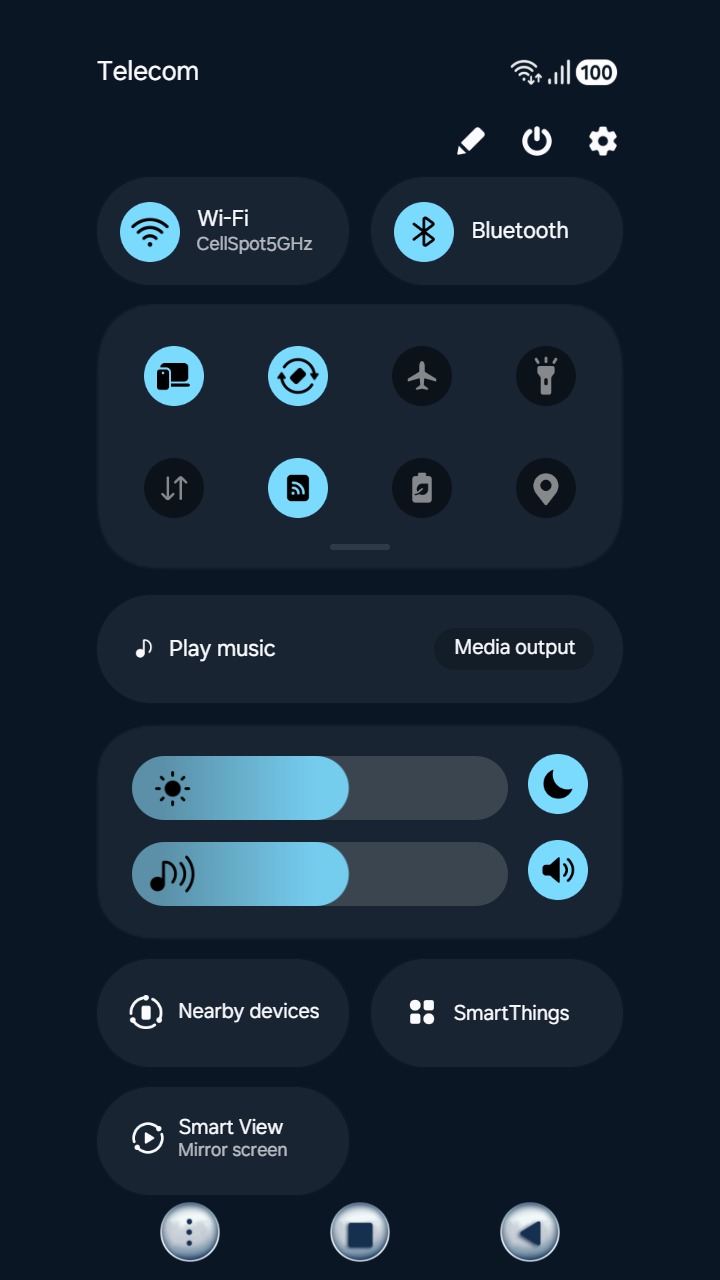 Telecom
100
Wi-Fi
CellSpot5GHz
Bluetooth
Play music
Media output
Nearby devices
SmartThings
Smart View
Mirror screen